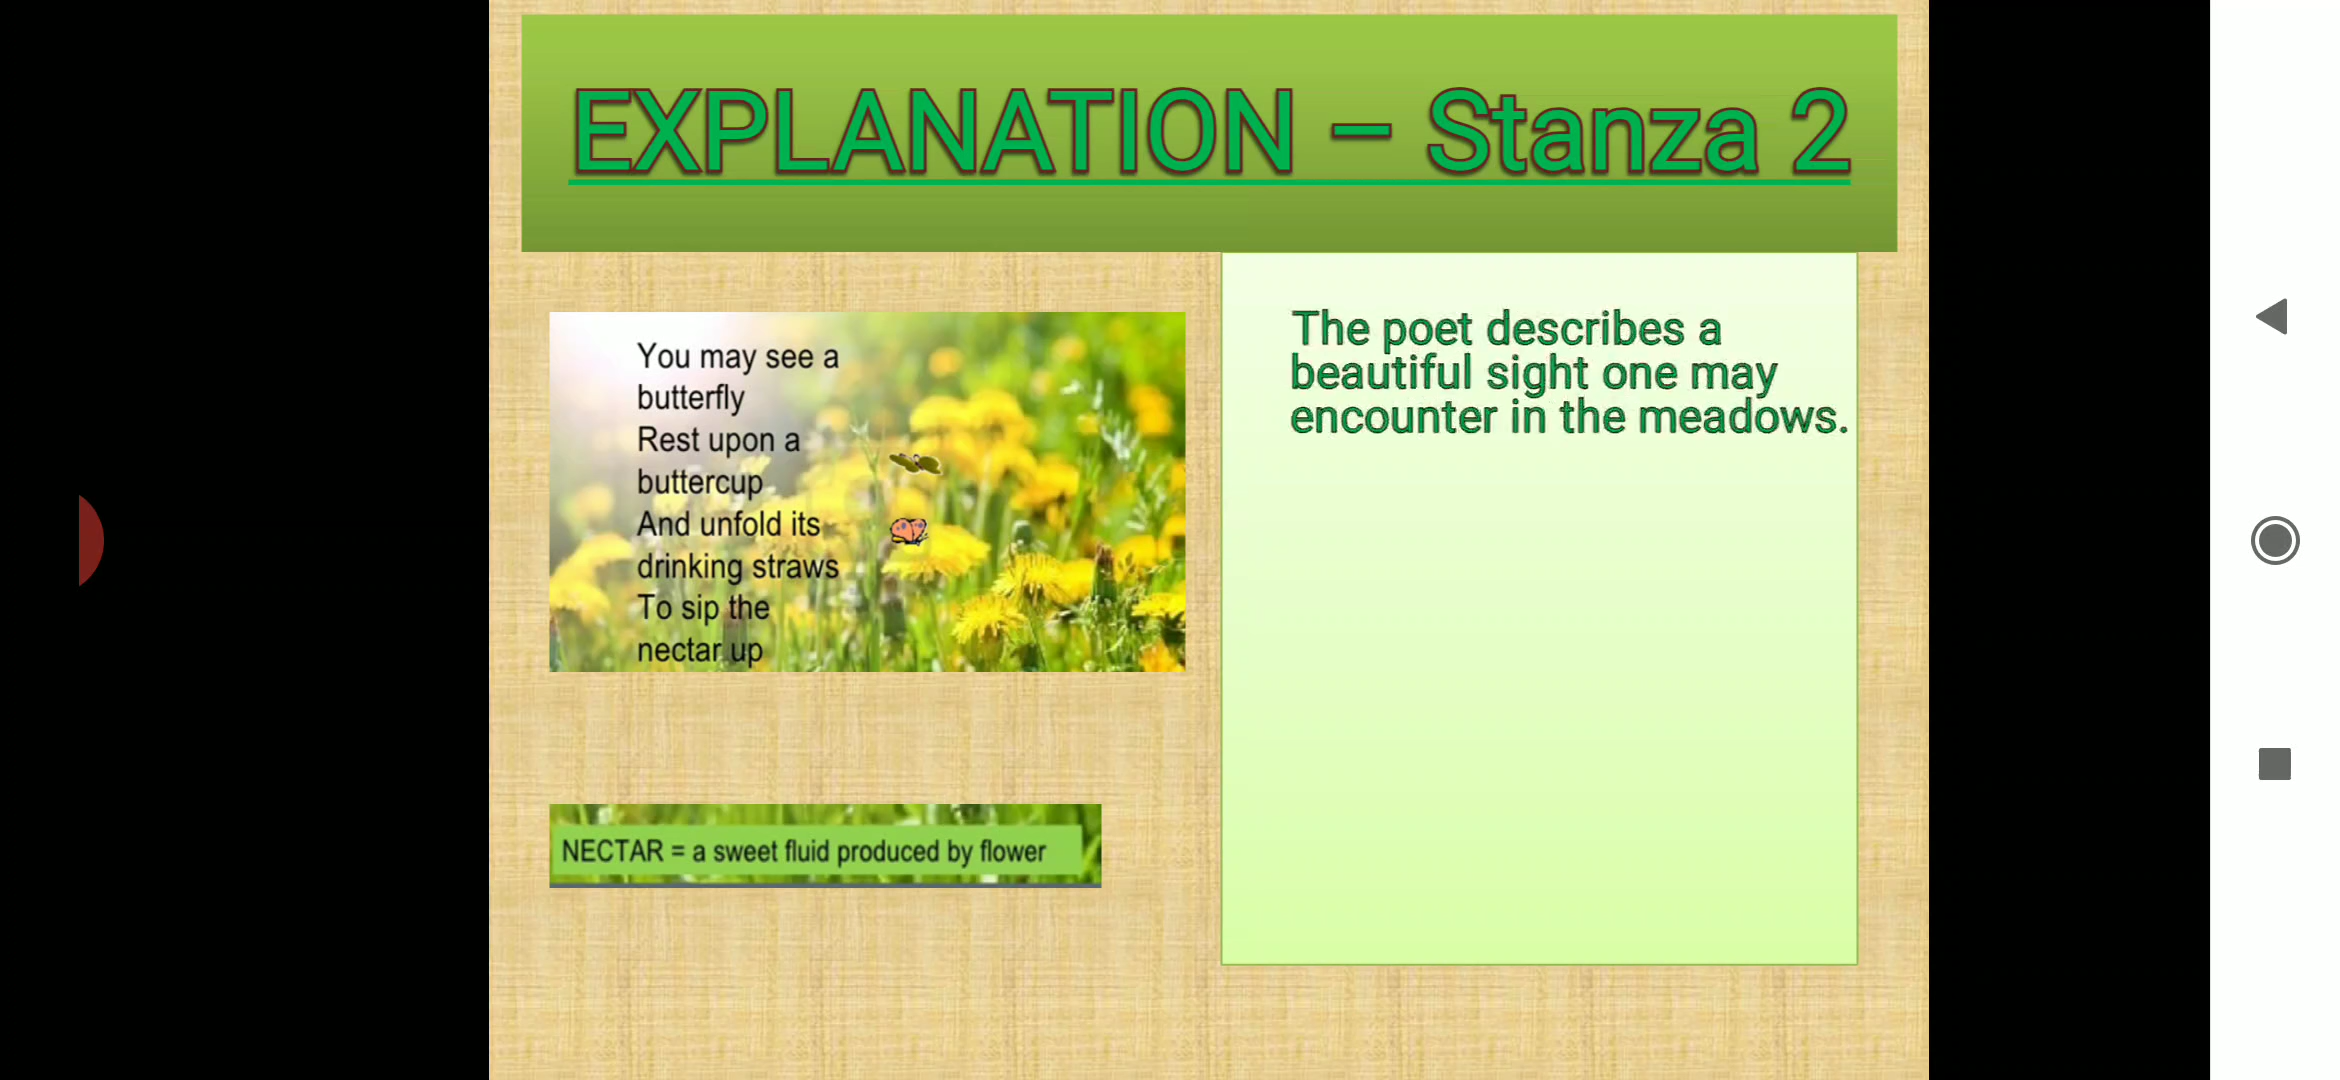 EXPLANATION – Stanza 2
You may see a
butterfly
Rest upon a
buttercup
And unfold its
drinking straws
To sip the
nectar up
The poet describes a
beautiful sight one may
encounter in the meadows.
NECTAR = a sweet fluid produced by flower